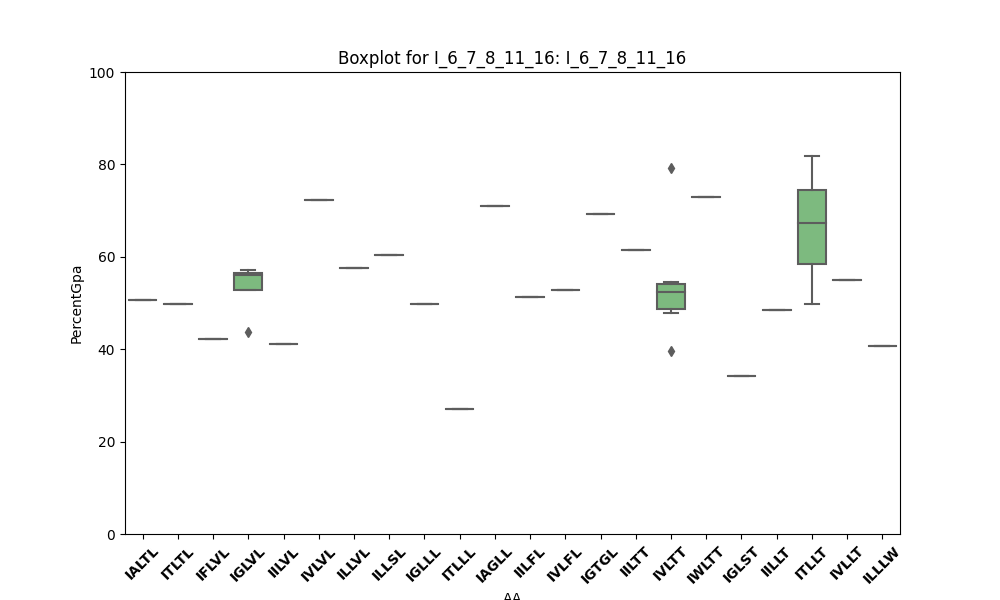 Boxplot for I_6_7_8_11_16: I_6_7_8_11_16
100
80
60
40
20
0
PercentGpa
IALTL
ITLTL
IFLVL
IGLVL
IILVL
IVLVL
ILLVL
ILLSL
IGLLL
ITLLL
IAGLL
IILFL
IVLFL
IGTGL
IILTT
IVLTT
IWLTT
IGLST
IILLT
ITLLT
IVLLT
ILLLW
AA